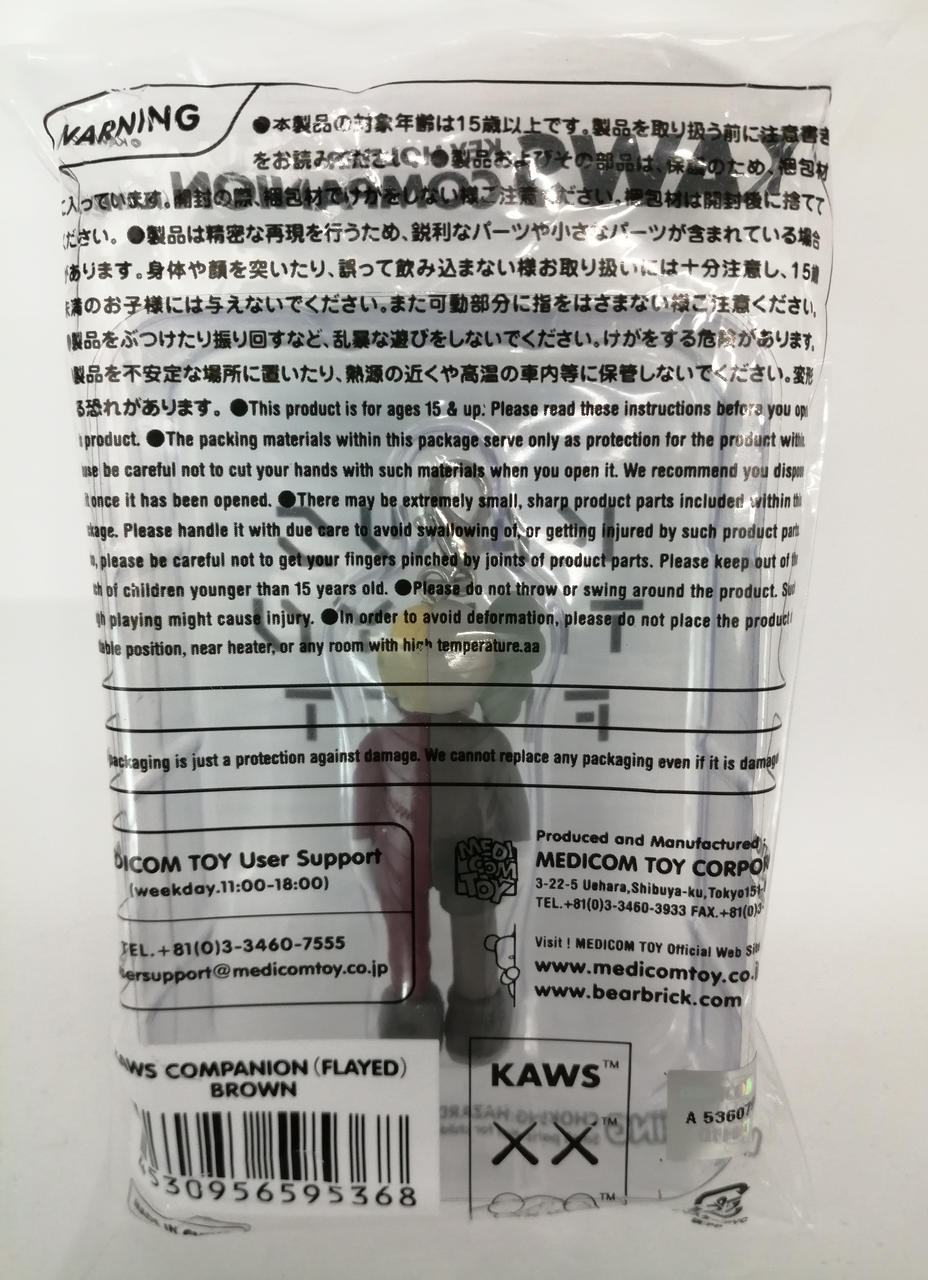 WARNING
●本製品の対象年齢は15歳以上です。製品を取り扱う前に注意書き
をお読みください。●製品およびその部品は、保護のため、梱包材
に入っています。開封の際、梱包材でけがをしない様ご注意ください。梱包材は開封後に捨てて
ください。●製品は精密な再現を行うため、鋭利なパーツや小さなパーツが含まれている場合
があります。身体や顔を突いたり、誤って飲み込まない様お取り扱いには十分注意し、15歳
未満のお子様には与えないでください。また可動部分に指をはさまない様ご注意ください。
製品をぶつけたり振り回すなど、乱暴な遊びをしないでください。けがをする危険があります。
製品を不安定な場所に置いたり、熱源の近くや高温の車内等に保管しないでください。変形
る恐れがあります。●This product is for ages 15 & up. Please read these instructions before you op
product. ●The packing materials within this package serve only as protection for the product within
use be careful not to cut your hands with such materials when you open it. We recommend you dispo
it once it has been opened. ●There may be extremely small, sharp product parts included within th
kage. Please handle it with due care to avoid swallowing of, or getting injured by such product part
n, please be careful not to get your fingers pinched by joints of product parts. Please keep out of
ch of children younger than 15 years old. ●Please do not throw or swing around the product. Su
gh playing might cause injury. ●In order to avoid deformation, please do not place the product
table position, near heater, or any room with high temperature.aa
packaging is just a protection against damage. We cannot replace any packaging even if it is damag
DICOM TOY User Support
(weekday.11:00-18:00)
TEL.+81(0)3-3460-7555
ersupport@medicomtoy.co.jp
MEDI
COM
TOY
Produced and Manufactured
MEDICOM TOY CORPO
3-22-5 Uehara,Shibuya-ku,Tokyo151
TEL.+81(0)3-3460-3933 FAX.+81(0)3-
Visit ! MEDICOM TOY Official Web Si
www.medicomtoy.co.j
www.bearbrick.com
KAWS COMPANION (FLAYED)
BROWN
530956595368
KAWS™
XX™
™
A 53607
MADE IN